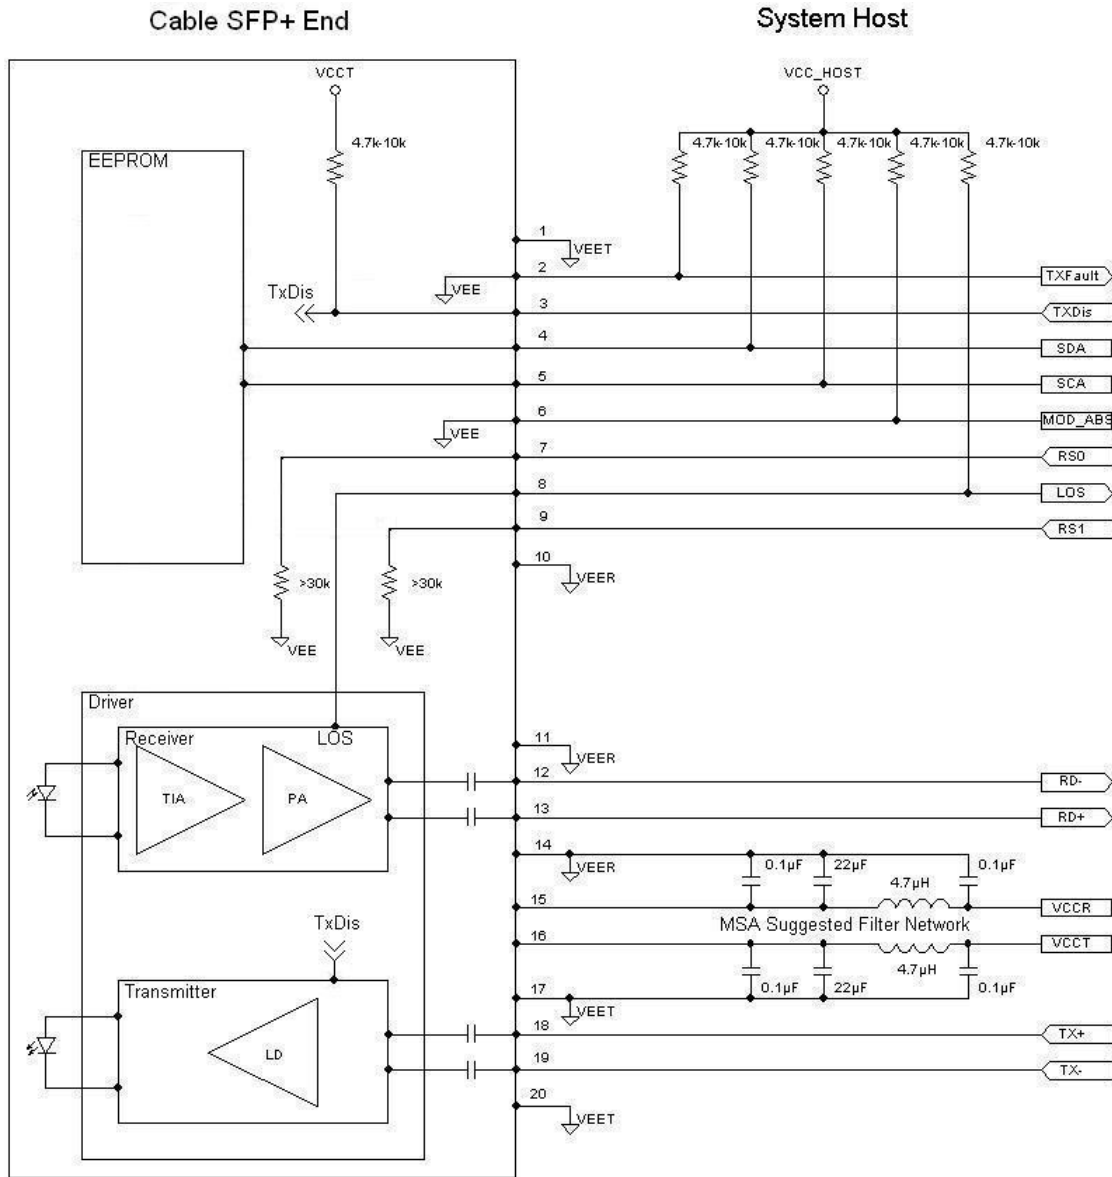 Cable SFP+ End
System Host
VCCT
VCC_HOST
4.7k-10k
4.7k-10k 4.7k-10k 4.7k-10k 4.7k-10k 4.7k-10k
EEPROM
1
VEET
2
VEE
TXFault
TxDis
3
TXDis
4
SDA
5
SCA
6
VEE
MOD_ABS
7
RS0
8
LOS
9
RS1
10
VEER
>30k
>30k
VEE
VEE
Driver
Receiver
LOS
TIA
PA
11
VEER
12
RD-
13
RD+
14
VEER
0.1µF
22µF
4.7µH
0.1µF
15
VCCR
MSA Suggested Filter Network
16
VCCT
TxDis
4.7µH
0.1µF
22µF
0.1µF
17
VEET
Transmitter
LD
18
TX+
19
TX-
20
VEET